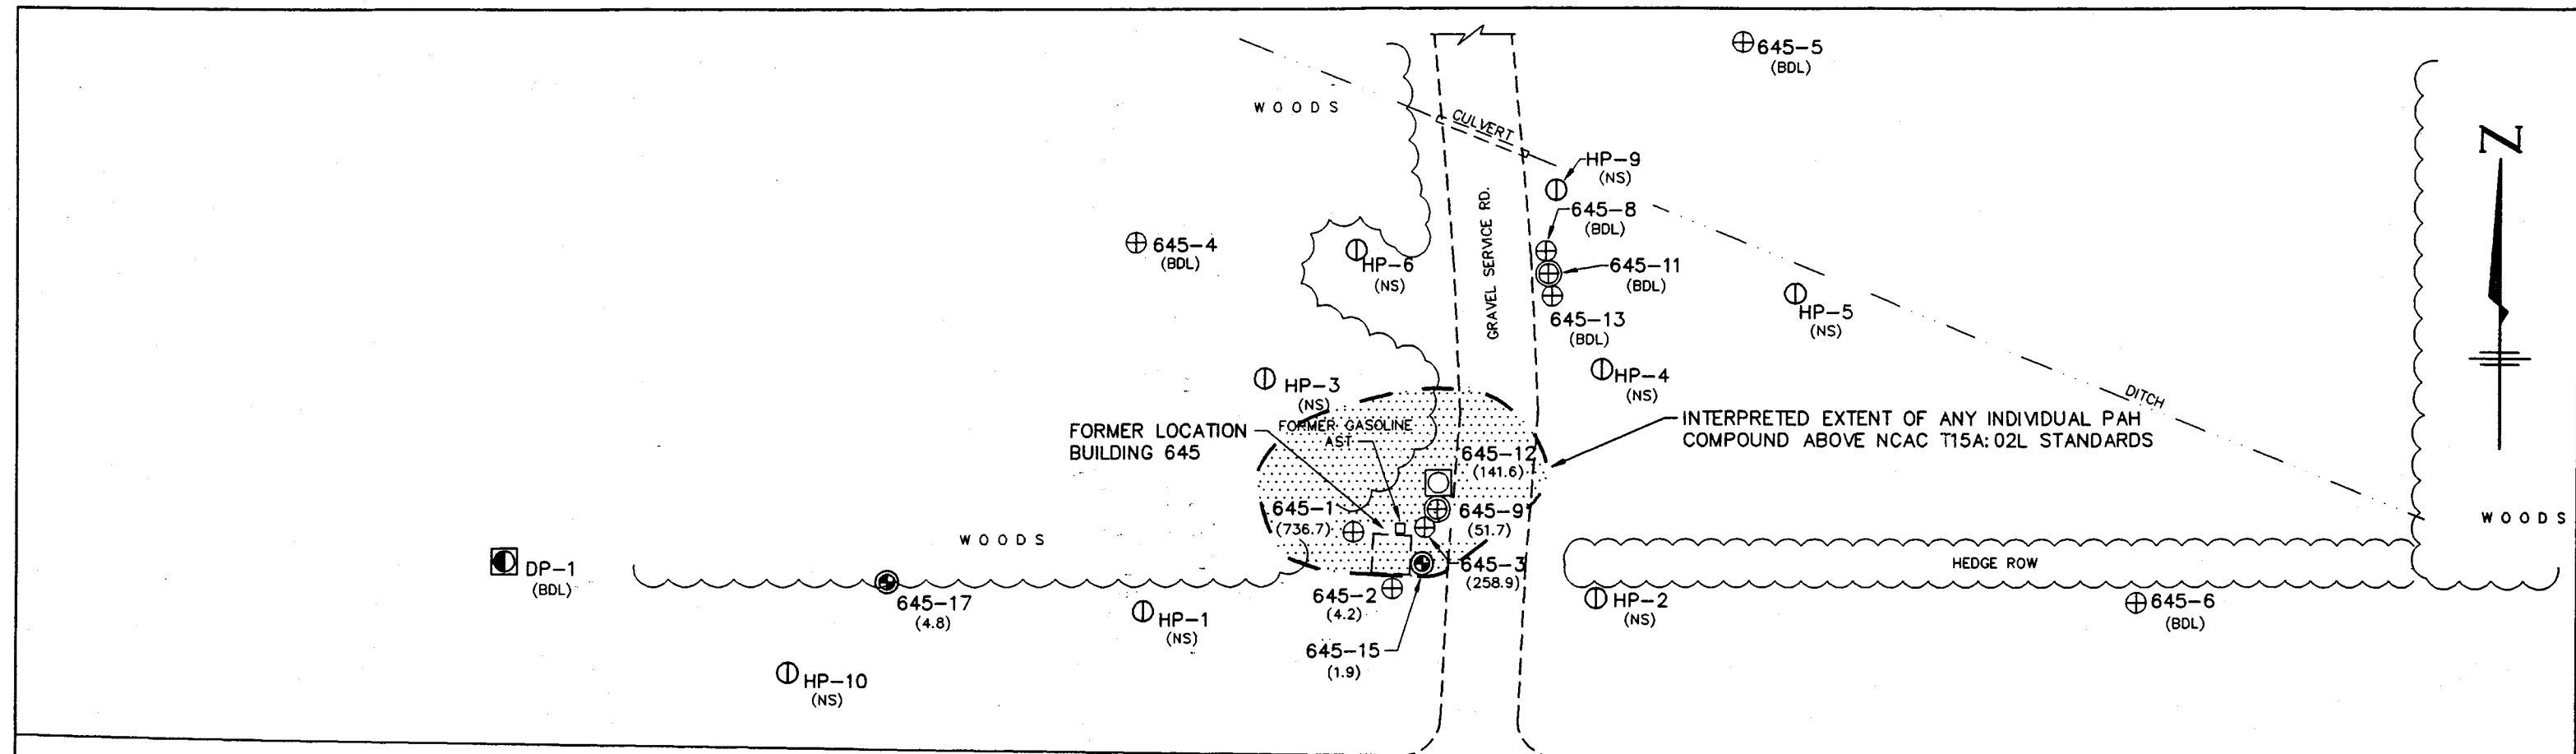 645-5
(BDL)
WOODS
CULVERT
N
HP-9
(NS)
645-8
(BDL)
GRAVEL SERVICE RD.
645-4
(BDL)
HP-6
(NS)
645-11
(BDL)
HP-5
(NS)
645-13
(BDL)
HP-3
(NS)
HP-4
(NS)
DITCH
FORMER LOCATION
BUILDING 645
FORMER GASOLINE
AST
INTERPRETED EXTENT OF ANY INDIVIDUAL PAH
COMPOUND ABOVE NCAC T15A:02L STANDARDS
645-12
(141.6)
645-1
(736.7)
645-9
(51.7)
WOODS
WOODS
DP-1
(BDL)
645-3
(258.9)
HEDGE ROW
645-17
(4.8)
HP-1
(NS)
645-2
(4.2)
HP-2
(NS)
645-6
(BDL)
645-15
(1.9)
HP-10
(NS)